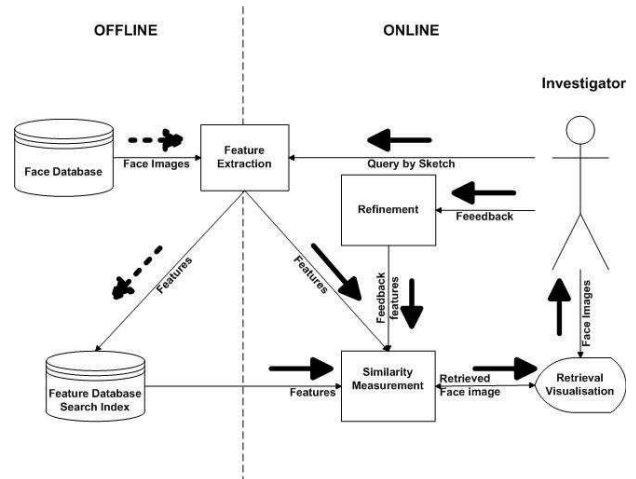 OFFLINE
ONLINE
Investigator
Face Database
Face Images
Feature
Extraction
Query by Sketch
Refinement
Feeedback
Features
Features
Feedback
features
Face Images
Feature Database
Search Index
Features
Similarity
Measurement
Retrieved
Face image
Retrieval
Visualisation